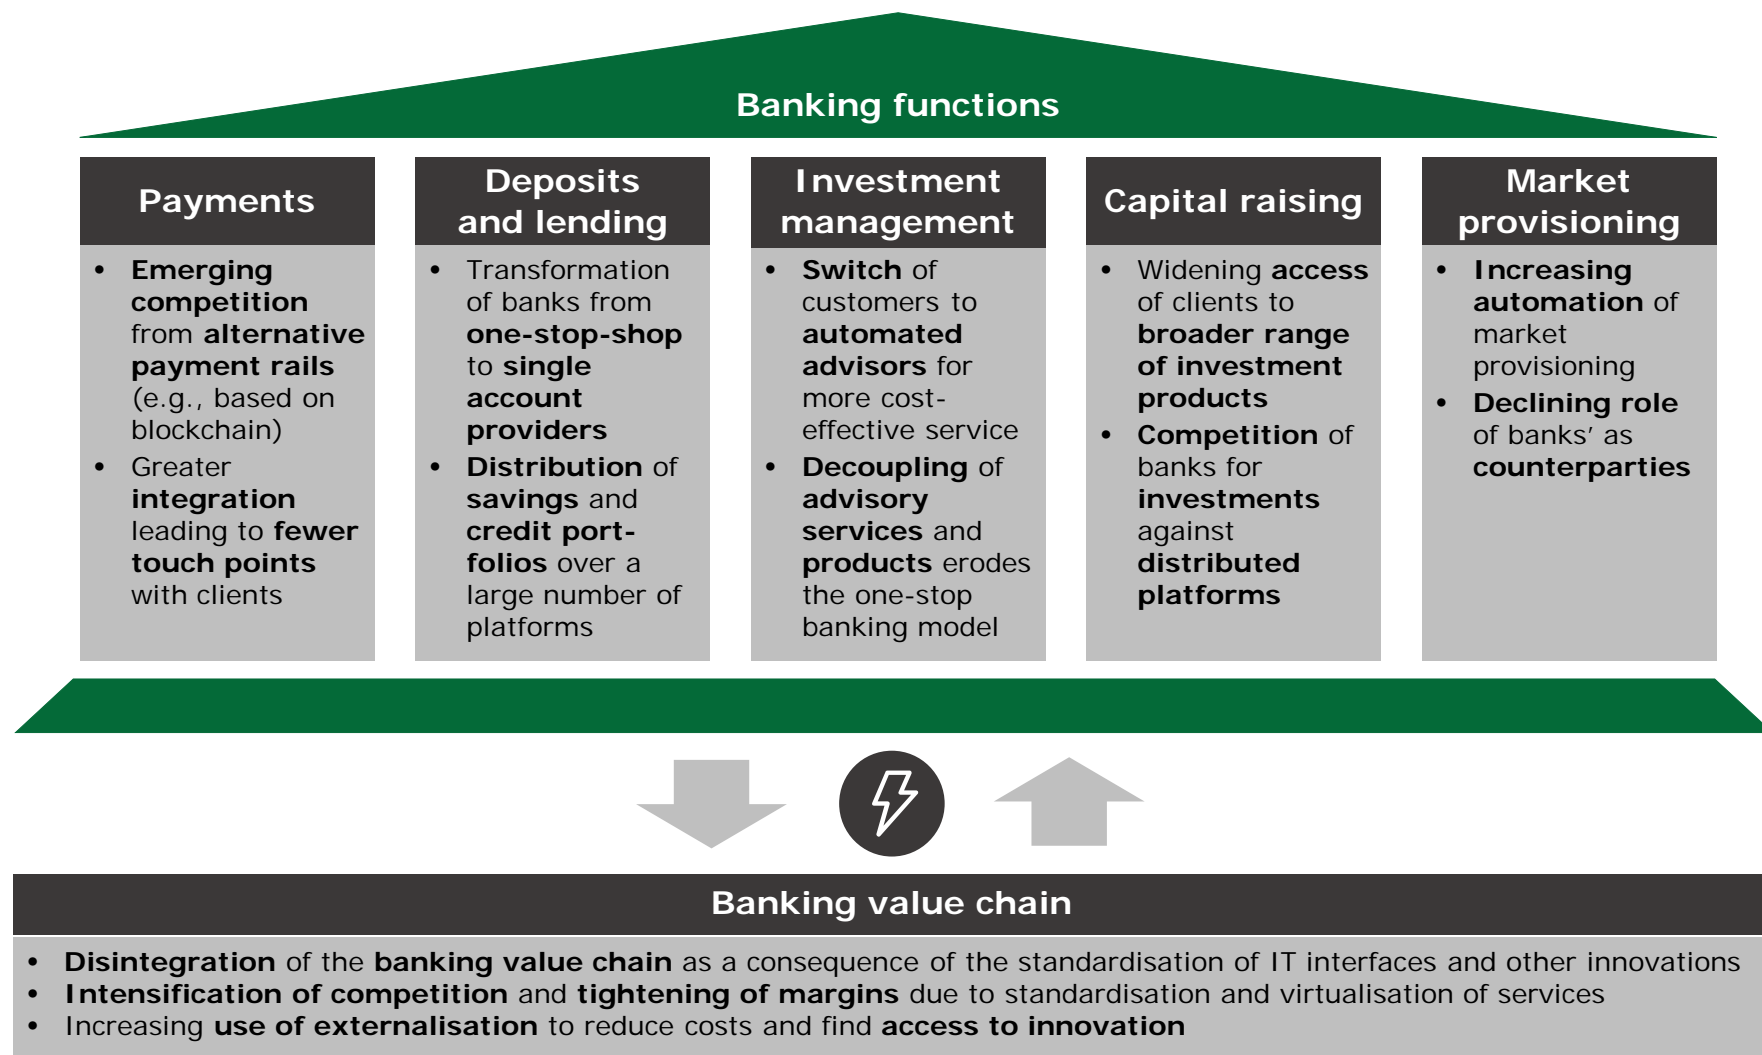 Banking functions
Payments
• Emerging
competition
from alternative
payment rails
(e.g., based on
blockchain)
• Greater
integration
leading to fewer
touch points
with clients
Deposits
and lending
• Transformation
of banks from
one-stop-shop
to single
account
providers
• Distribution of
savings and
credit port-
folios over a
large number of
platforms
Investment
management
• Switch of
customers to
automated
advisors for
more cost-
effective service
• Decoupling of
advisory
services and
products erodes
the one-stop
banking model
Capital raising
• Widening access
of clients to
broader range
of investment
products
• Competition of
banks for
investments
against
distributed
platforms
Market
provisioning
• Increasing
automation of
market
provisioning
• Declining role
of banks’ as
counterparties
Banking value chain
• Disintegration of the banking value chain as a consequence of the standardisation of IT interfaces and other innovations
• Intensification of competition and tightening of margins due to standardisation and virtualisation of services
• Increasing use of externalisation to reduce costs and find access to innovation